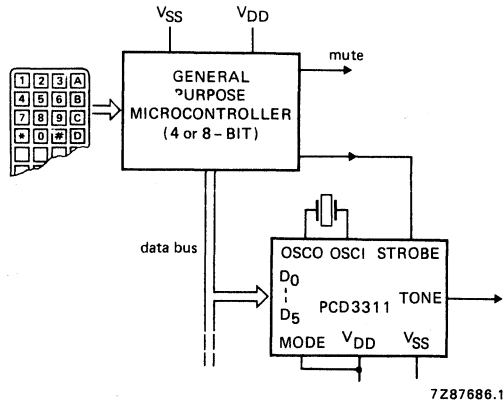 VSS VDD
mute
1 2 3 A
4 5 6 B
7 8 9 C
* 0 # D
GENERAL
PURPOSE
MICROCONTROLLER
(4 or 8-BIT)
data bus
OSCO OSCI STROBE
D0
D5
PCD3311
TONE
MODE VDD VSS
7Z87686.1